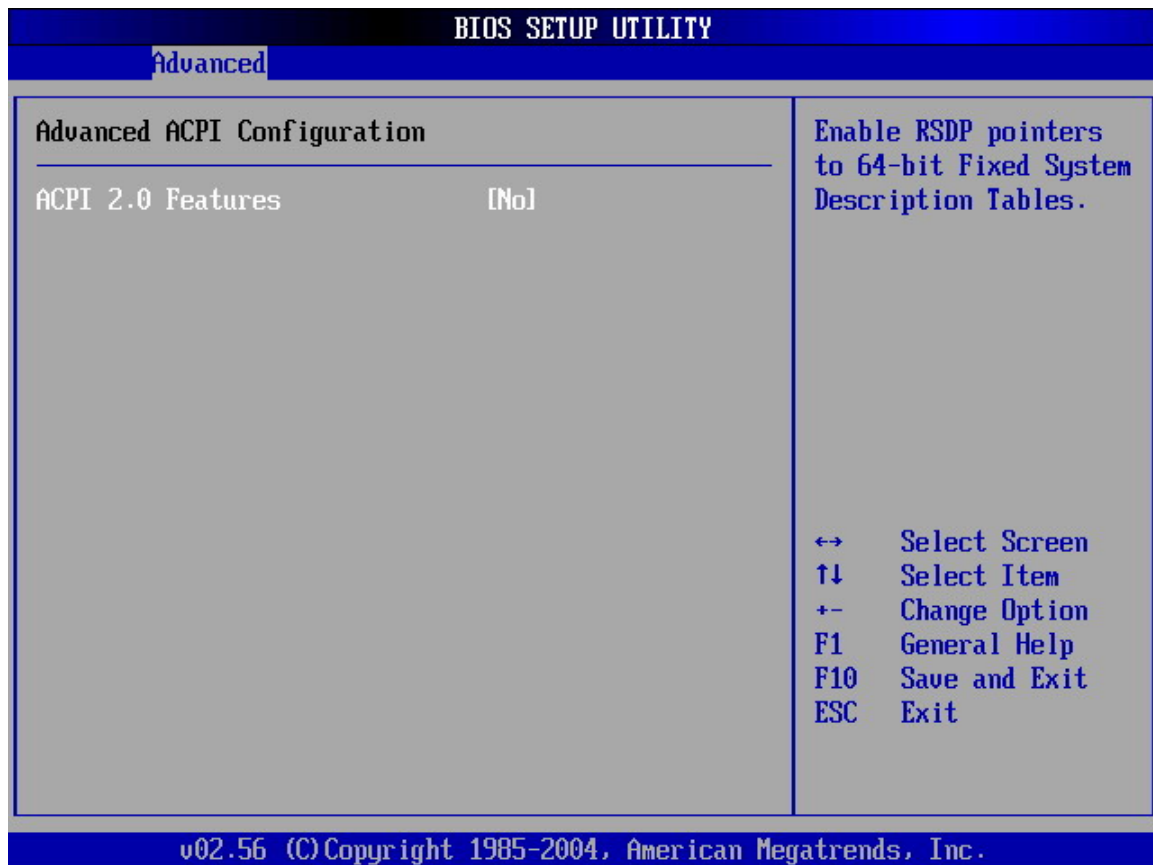 BIOS SETUP UTILITY
Advanced
Advanced ACPI Configuration
ACPI 2.0 Features [No]
Enable RSDP pointers
to 64-bit Fixed System
Description Tables.
←→ Select Screen
↑↓ Select Item
+- Change Option
F1 General Help
F10 Save and Exit
ESC Exit
v02.56 (C)Copyright 1985-2004, American Megatrends, Inc.